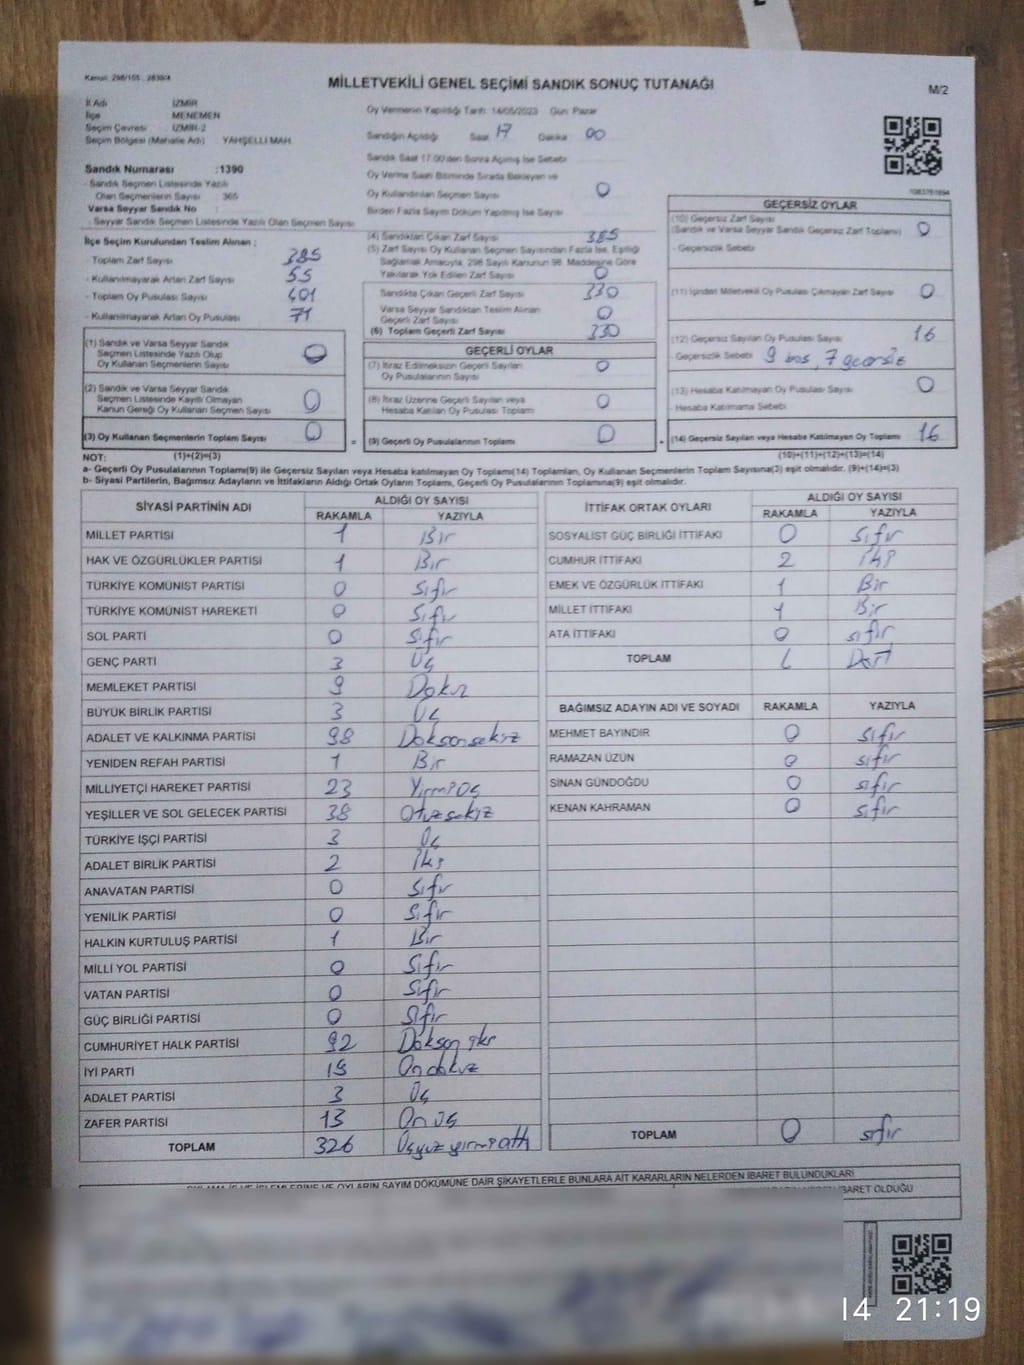 Kanun: 298/105 , 2839/4
MİLLETVEKİLİ GENEL SEÇİMİ SANDIK SONUÇ TUTANAĞI
M/2
İl Adı İZMİR
İlçe MENEMEN
Seçim Çevresi İZMİR-2
Seçim Bölgesi (Mahalle Adı) YAHŞELLİ MAH.
Sandık Numarası :1390
- Sandık Seçmen Listesinde Yazılı
Olan Seçmenlerin Sayısı : 365
Varsa Seyyar Sandık No :
- Seyyar Sandık Seçmen Listesinde Yazılı Olan Seçmen Sayısı
İlçe Seçim Kurulundan Teslim Alınan ;
- Toplam Zarf Sayısı 385
- Kullanılmayarak Artan Zarf Sayısı 55
- Toplam Oy Pusulası Sayısı 401
- Kullanılmayarak Artan Oy Pusulası 71
Oy Vermenin Yapıldığı Tarih: 14/05/2023 Gün: Pazar
Sandığın Açıldığı Saat 17 Dakika 00
Sandık Saat 17.00'den Sonra Açılmış İse Sebebi
Oy Verme Saati Bitiminde Sırada Bekleyen ve
Oy Kullandırılan Seçmen Sayısı 0
Birden Fazla Sayım Döküm Yapılmış İse Sayısı
(4) Sandıktan Çıkan Zarf Sayısı 385
(5) Zarf Sayısı Oy Kullanan Seçmen Sayısından Fazla İse, Eşitliği
Sağlamak Amacıyla, 298 Sayılı Kanunun 98. Maddesine Göre
Yakılarak Yok Edilen Zarf Sayısı 0
Sandıkta Çıkan Geçerli Zarf Sayısı 330
Varsa Seyyar Sandıktan Teslim Alınan
Geçerli Zarf Sayısı 0
(6) Toplam Geçerli Zarf Sayısı 330
GEÇERSİZ OYLAR
1083761694
(10) Geçersiz Zarf Sayısı
(Sandık ve Varsa Seyyar Sandık Geçersiz Zarf Toplamı) 0
- Geçersizlik Sebebi
(11) İçinden Milletvekili Oy Pusulası Çıkmayan Zarf Sayısı 0
(12) Geçersiz Sayılan Oy Pusulası Sayısı 16
- Geçersizlik Sebebi 9 boş, 7 geçersiz
(13) Hesaba Katılmayan Oy Pusulası Sayısı 0
- Hesaba Katılmama Sebebi
(14) Geçersiz Sayılan veya Hesaba Katılmayan Oy Toplamı 16
(10)+(11)+(12)+(13)=(14)
(1) Sandık ve Varsa Seyyar Sandık
Seçmen Listesinde Yazılı Olup
Oy Kullanan Seçmenlerin Sayısı 0
(2) Sandık ve Varsa Seyyar Sandık
Seçmen Listesinde Kayıtlı Olmayan
Kanun Gereği Oy Kullanan Seçmen Sayısı 0
(3) Oy Kullanan Seçmenlerin Toplam Sayısı 0
GEÇERLİ OYLAR
(7) İtiraz Edilmeksizin Geçerli Sayılan
Oy Pusulalarının Sayısı 0
(8) İtiraz Üzerine Geçerli Sayılan veya
Hesaba Katılan Oy Pusulası Toplamı 0
= (9) Geçerli Oy Pusulalarının Toplamı 0
NOT: (1)+(2)=(3)
a- Geçerli Oy Pusulalarının Toplamı(9) ile Geçersiz Sayılan veya Hesaba katılmayan Oy Toplamı(14) Toplamları, Oy Kullanan Seçmenlerin Toplam Sayısına(3) eşit olmalıdır. (9)+(14)=(3)
b- Siyasi Partilerin, Bağımsız Adayların ve İttifakların Aldığı Ortak Oyların Toplamı, Geçerli Oy Pusulalarının Toplamına(9) eşit olmalıdır.
SİYASİ PARTİNİN ADI ALDIĞI OY SAYISI
RAKAMLA YAZIYLA
MİLLET PARTİSİ 1 Bir
HAK VE ÖZGÜRLÜKLER PARTİSİ 1 Bir
TÜRKİYE KOMÜNİST PARTİSİ 0 Sıfır
TÜRKİYE KOMÜNİST HAREKETİ 0 Sıfır
SOL PARTİ 0 Sıfır
GENÇ PARTİ 3 Üç
MEMLEKET PARTİSİ 9 Dokuz
BÜYÜK BİRLİK PARTİSİ 3 Üç
ADALET VE KALKINMA PARTİSİ 98 Doksansekiz
YENİDEN REFAH PARTİSİ 1 Bir
MİLLİYETÇİ HAREKET PARTİSİ 23 Yirmiüç
YEŞİLLER VE SOL GELECEK PARTİSİ 38 Otuzsekiz
TÜRKİYE İŞÇİ PARTİSİ 3 Üç
ADALET BİRLİK PARTİSİ 2 İki
ANAVATAN PARTİSİ 0 Sıfır
YENİLİK PARTİSİ 0 Sıfır
HALKIN KURTULUŞ PARTİSİ 1 Bir
MİLLİ YOL PARTİSİ 0 Sıfır
VATAN PARTİSİ 0 Sıfır
GÜÇ BİRLİĞİ PARTİSİ 0 Sıfır
CUMHURİYET HALK PARTİSİ 92 Doksan iki
İYİ PARTİ 19 Ondokuz
ADALET PARTİSİ 3 Üç
ZAFER PARTİSİ 13 On üç
TOPLAM 326 Üçyüz yirmi altı
İTTİFAK ORTAK OYLARI ALDIĞI OY SAYISI
RAKAMLA YAZIYLA
SOSYALİST GÜÇ BİRLİĞİ İTTİFAKI 0 Sıfır
CUMHUR İTTİFAKI 2 İki
EMEK VE ÖZGÜRLÜK İTTİFAKI 1 Bir
MİLLET İTTİFAKI 1 Bir
ATA İTTİFAKI 0 sıfır
TOPLAM Dört
BAĞIMSIZ ADAYIN ADI VE SOYADI RAKAMLA YAZIYLA
MEHMET BAYINDIR 0 sıfır
RAMAZAN ÜZÜN 0 sıfır
SİNAN GÜNDOĞDU 0 sıfır
KENAN KAHRAMAN 0 sıfır
TOPLAM 0 sıfır
İŞ VE İŞLEMLERİNE VE OYLARIN SAYIM DÖKÜMÜNE DAİR ŞİKAYETLERLE BUNLARA AİT KARARLARIN NELERDEN İBARET BULUNDUKLARI
İBARET OLDUĞU
14 21:19